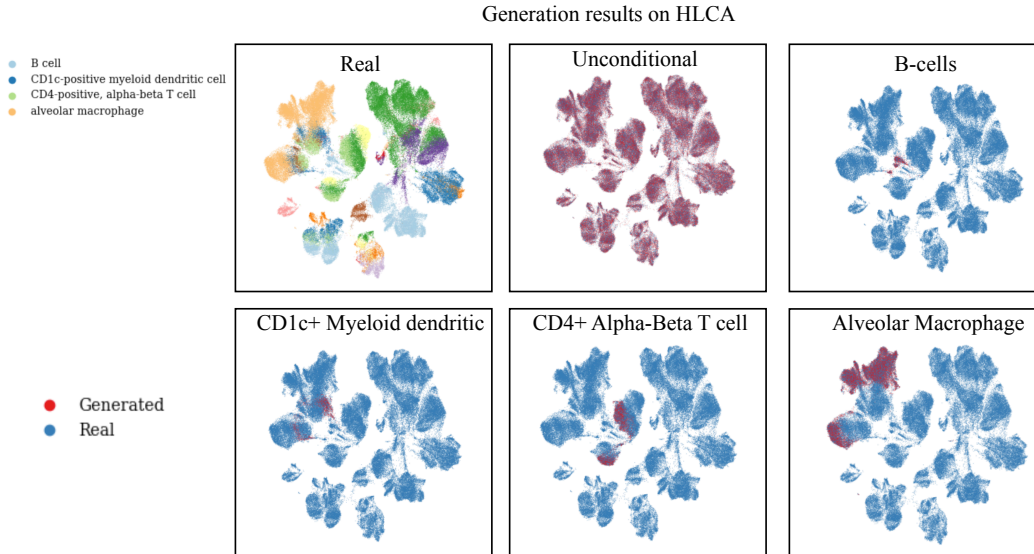 Generation results on HLCA
B cell
CD1c-positive myeloid dendritic cell
CD4-positive, alpha-beta T cell
alveolar macrophage
Real
Unconditional
B-cells
CD1c+ Myeloid dendritic
CD4+ Alpha-Beta T cell
Alveolar Macrophage
Generated
Real